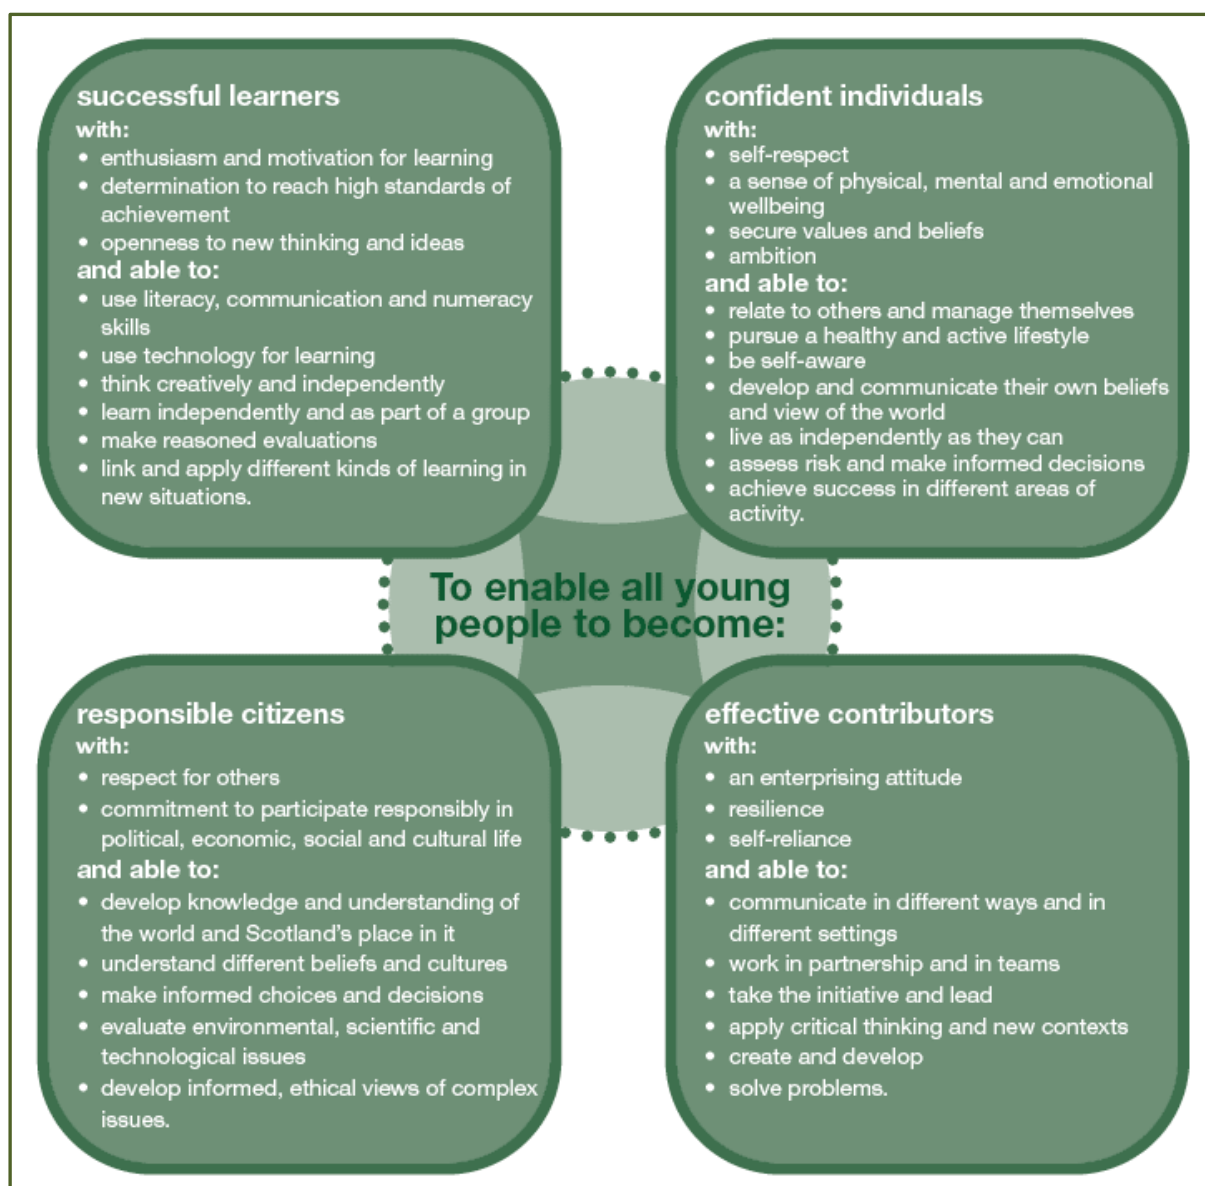 successful learners
with:
• enthusiasm and motivation for learning
• determination to reach high standards of
achievement
• openness to new thinking and ideas
and able to:
• use literacy, communication and numeracy
skills
• use technology for learning
• think creatively and independently
• learn independently and as part of a group
• make reasoned evaluations
• link and apply different kinds of learning in
new situations.
confident individuals
with:
• self-respect
• a sense of physical, mental and emotional
wellbeing
• secure values and beliefs
• ambition
and able to:
• relate to others and manage themselves
• pursue a healthy and active lifestyle
• be self-aware
• develop and communicate their own beliefs
and view of the world
• live as independently as they can
• assess risk and make informed decisions
• achieve success in different areas of
activity.
To enable all young
people to become:
responsible citizens
with:
• respect for others
• commitment to participate responsibly in
political, economic, social and cultural life
and able to:
• develop knowledge and understanding of
the world and Scotland's place in it
• understand different beliefs and cultures
• make informed choices and decisions
• evaluate environmental, scientific and
technological issues
• develop informed, ethical views of complex
issues.
effective contributors
with:
• an enterprising attitude
• resilience
• self-reliance
and able to:
• communicate in different ways and in
different settings
• work in partnership and in teams
• take the initiative and lead
• apply critical thinking and new contexts
• create and develop
• solve problems.